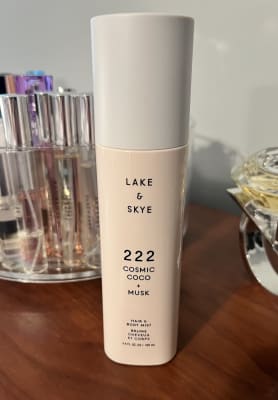 LAKE
&
SKYE
222
COSMIC
COCO
+
MUSK
HAIR &
BODY MIST
BRUME
CHEVEUX
ET CORPS